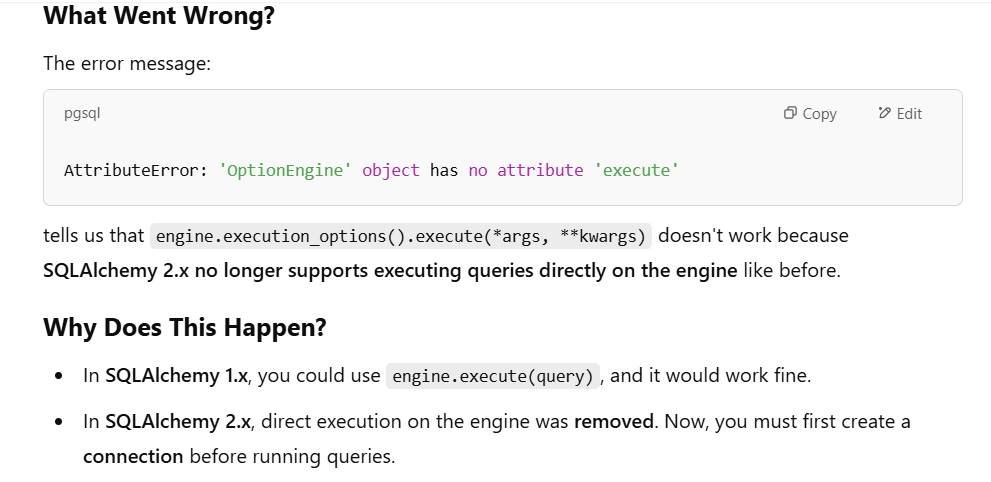 What Went Wrong?
The error message:
pgsql
Copy
Edit
AttributeError: 'OptionEngine' object has no attribute 'execute'
tells us that engine.execution_options().execute(*args, **kwargs) doesn't work because
SQLAlchemy 2.x no longer supports executing queries directly on the engine like before.
Why Does This Happen?
• In SQLAlchemy 1.x, you could use engine.execute(query), and it would work fine.
• In SQLAlchemy 2.x, direct execution on the engine was removed. Now, you must first create a
connection before running queries.